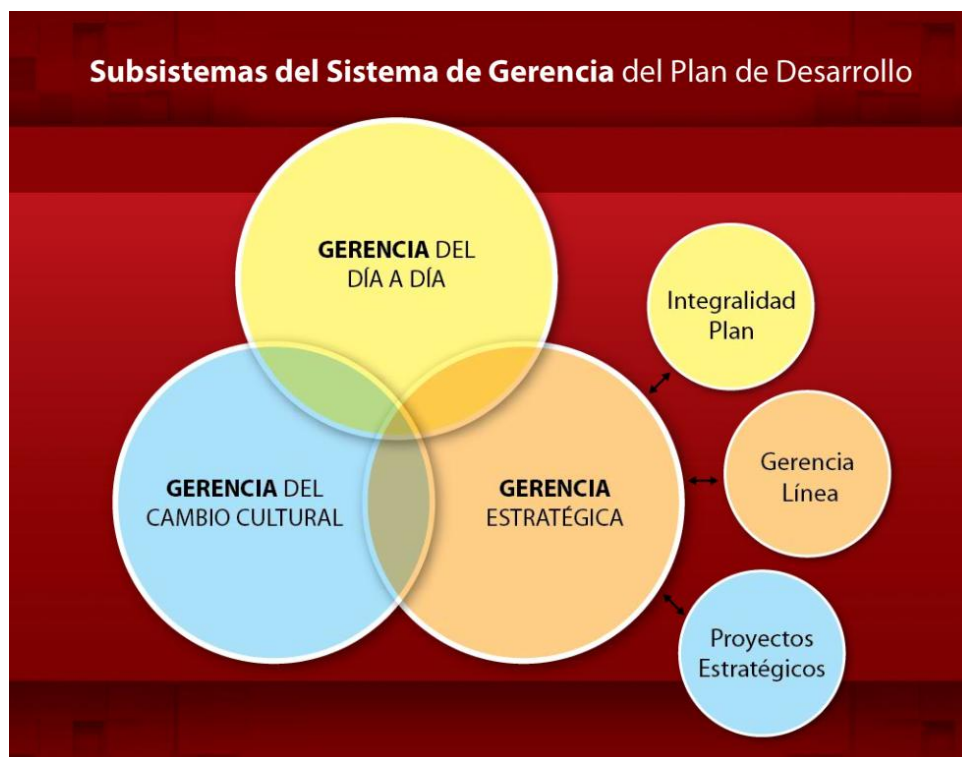 Subsistemas del Sistema de Gerencia del Plan de Desarrollo
GERENCIA DEL
DÍA A DÍA
Integralidad
Plan
GERENCIA DEL
CAMBIO CULTURAL
GERENCIA
ESTRATÉGICA
Gerencia
Línea
Proyectos
Estratégicos